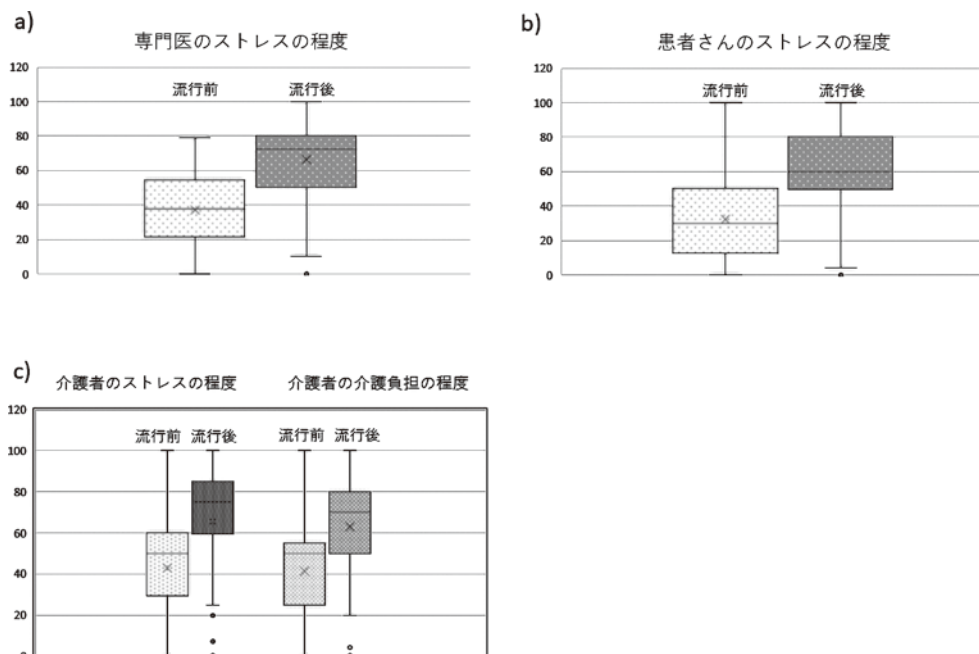 a)
専門医のストレスの程度
120
流行前 流行後
100
80
60
40
20
0
b)
患者さんのストレスの程度
120
流行前 流行後
100
80
60
40
20
0
c)
介護者のストレスの程度 介護者の介護負担の程度
120
流行前 流行後 流行前 流行後
100
80
60
40
20
0